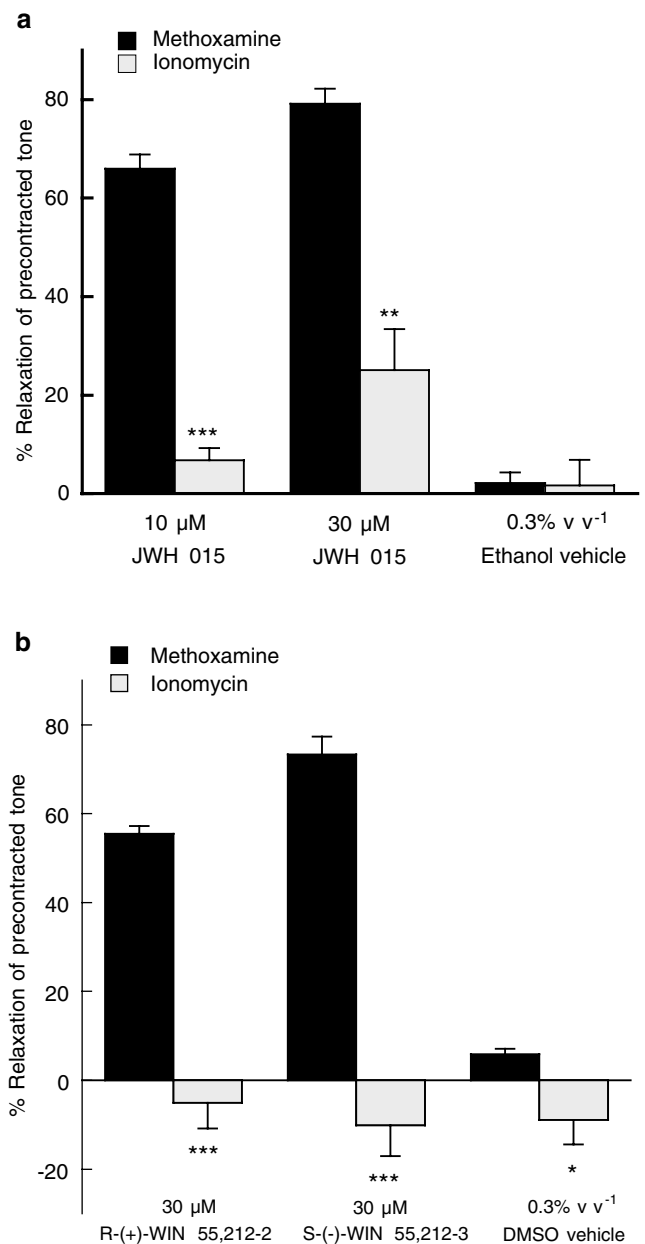 a
Methoxamine
Ionomycin
% Relaxation of precontracted tone
80
60
40
20
0
***
**
10 µM
30 µM
0.3% v v-1
JWH 015
JWH 015
Ethanol vehicle
b
Methoxamine
Ionomycin
% Relaxation of precontracted tone
80
60
40
20
0
-20
***
***
*
30 µM
30 µM
0.3% v v-1
R-(+)-WIN 55,212-2
S-(-)-WIN 55,212-3
DMSO vehicle